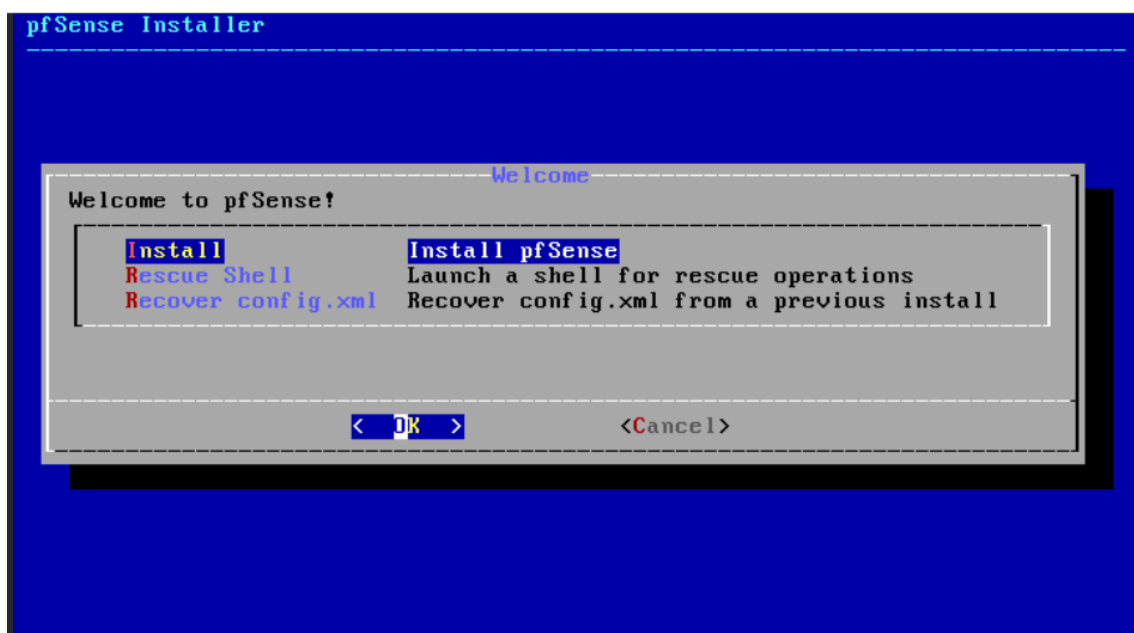 pfSense Installer
Welcome
Welcome to pfSense!
Install Install pfSense
Rescue Shell Launch a shell for rescue operations
Recover config.xml Recover config.xml from a previous install
< OK > <Cancel>